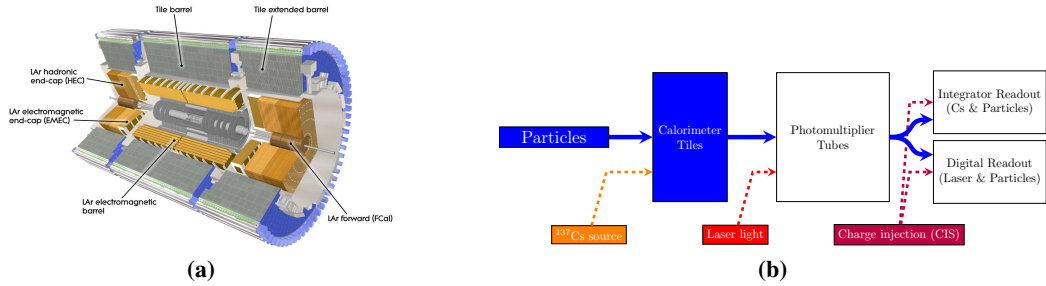 Tile barrel
Tile extended barrel
LAr hadronic
end-cap (HEC)
LAr electromagnetic
end-cap (EMEC)
LAr electromagnetic
barrel
LAr forward (FCal)
(a)
Particles
Calorimeter
Tiles
Photomultiplier
Tubes
Integrator Readout
(Cs & Particles)
Digital Readout
(Laser & Particles)
¹³⁷Cs source
Laser light
Charge injection (CIS)
(b)